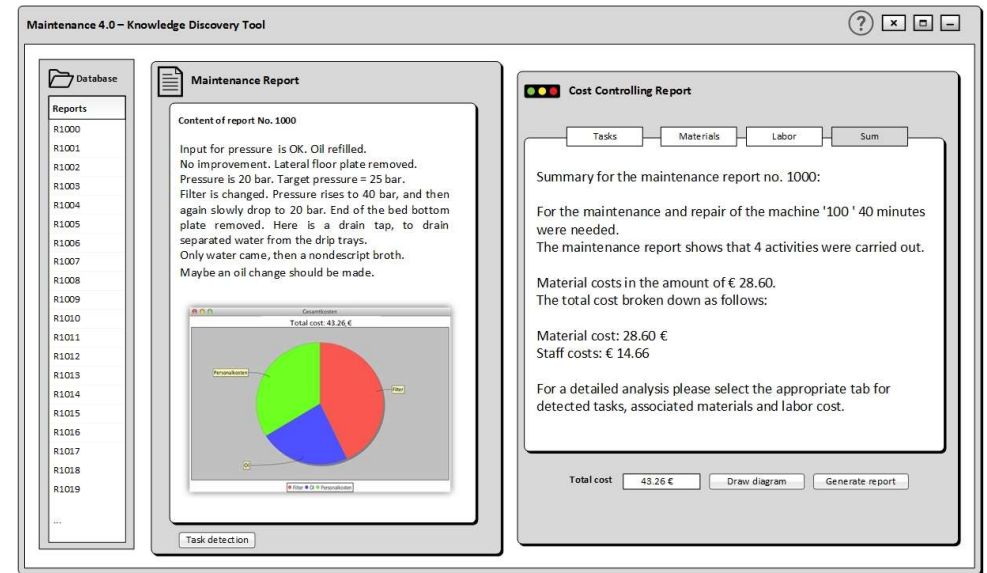 Maintenance 4.0 – Knowledge Discovery Tool
?
Database
Reports
R1000
R1001
R1002
R1003
R1004
R1005
R1006
R1007
R1008
R1009
R1010
R1011
R1012
R1013
R1014
R1015
R1016
R1017
R1018
R1019
...
Maintenance Report
Content of report No. 1000
Input for pressure is OK. Oil refilled.
No improvement. Lateral floor plate removed.
Pressure is 20 bar. Target pressure = 25 bar.
Filter is changed. Pressure rises to 40 bar, and then
again slowly drop to 20 bar. End of the bed bottom
plate removed. Here is a drain tap, to drain
separated water from the drip trays.
Only water came, then a nondescript broth.
Maybe an oil change should be made.
Gesamtkosten
Total cost: 43.26 €
Personalkosten
Filter
Öl
Filter Öl Personalkosten
Task detection
Cost Controlling Report
Tasks Materials Labor Sum
Summary for the maintenance report no. 1000:
For the maintenance and repair of the machine '100 ' 40 minutes
were needed.
The maintenance report shows that 4 activities were carried out.
Material costs in the amount of € 28.60.
The total cost broken down as follows:
Material cost: 28.60 €
Staff costs: € 14.66
For a detailed analysis please select the appropriate tab for
detected tasks, associated materials and labor cost.
Total cost 43.26 € Draw diagram Generate report